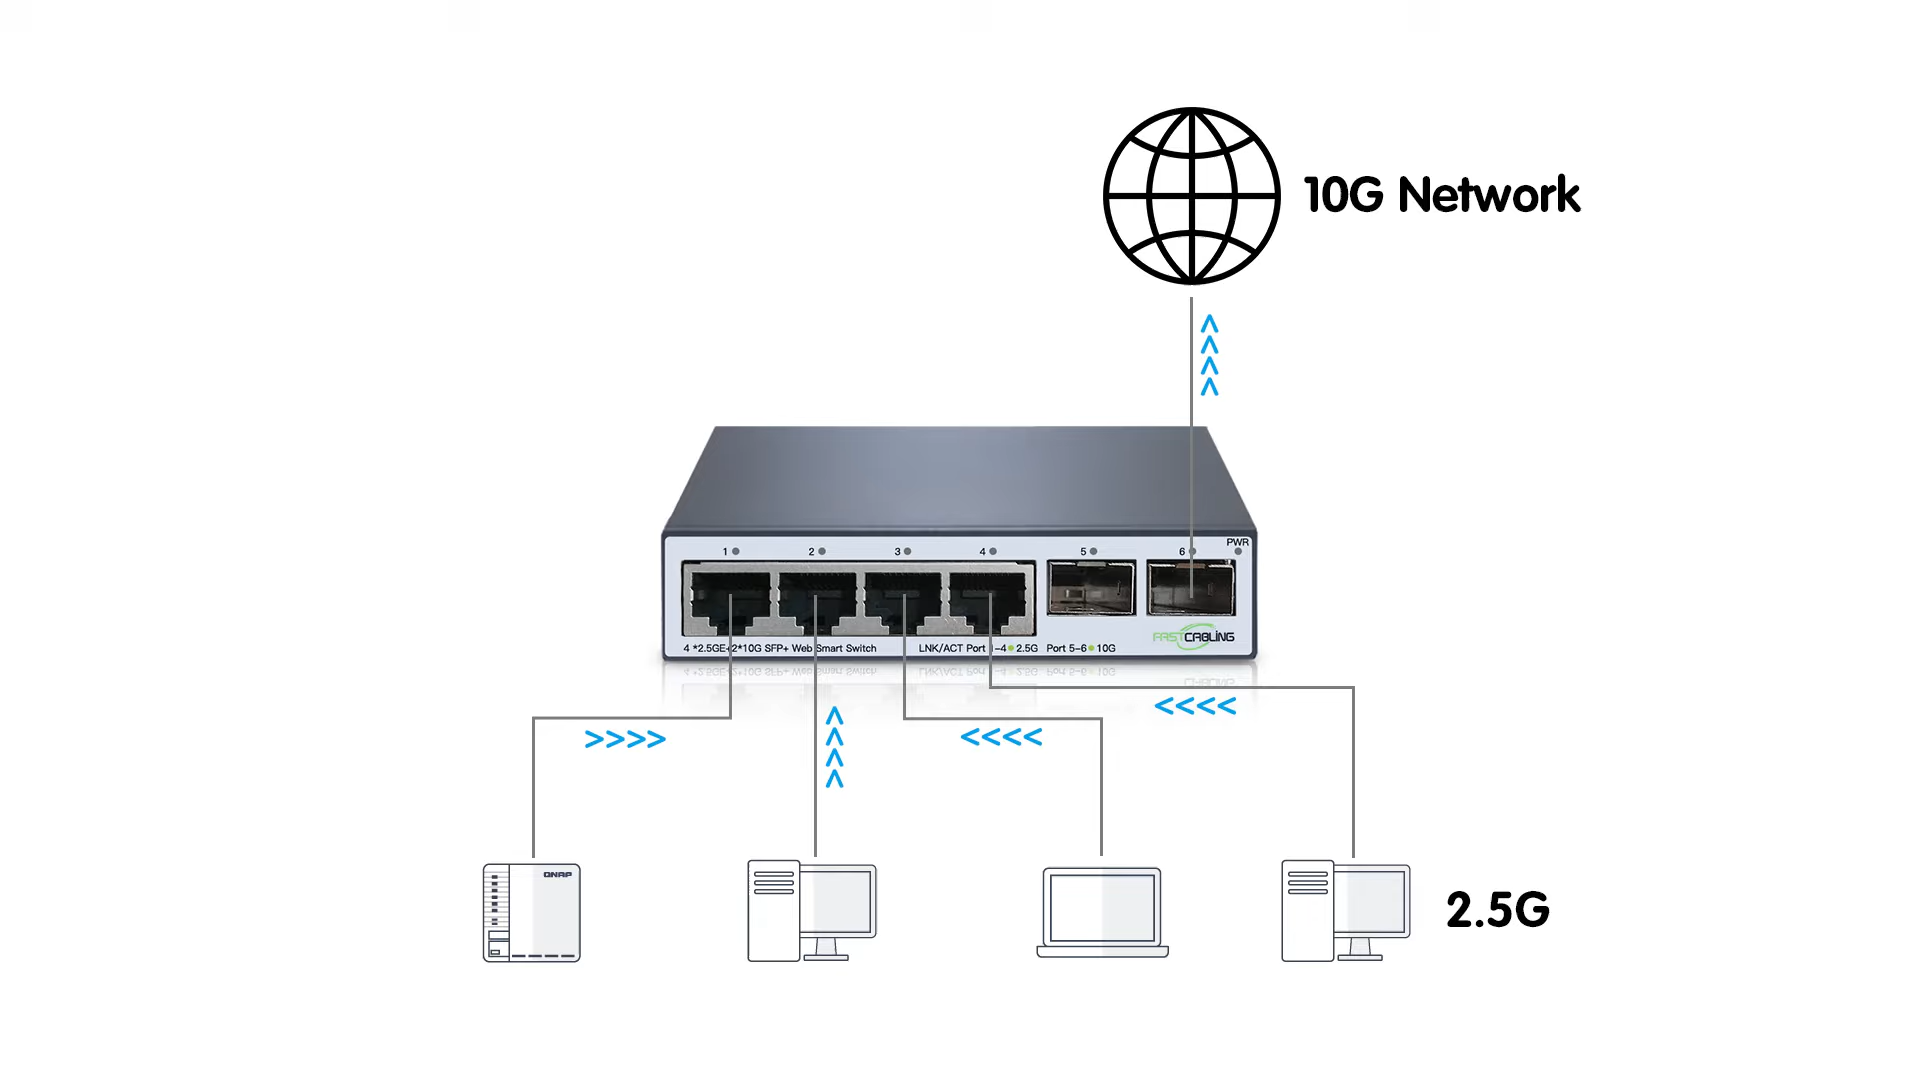 10G Network
1
2
3
4
5
6
PWR
FASTCABLING
4 *2.5GE+2*10G SFP+ Web Smart Switch
LNK/ACT Port 1-4 2.5G Port 5-6 10G
QNAP
2.5G